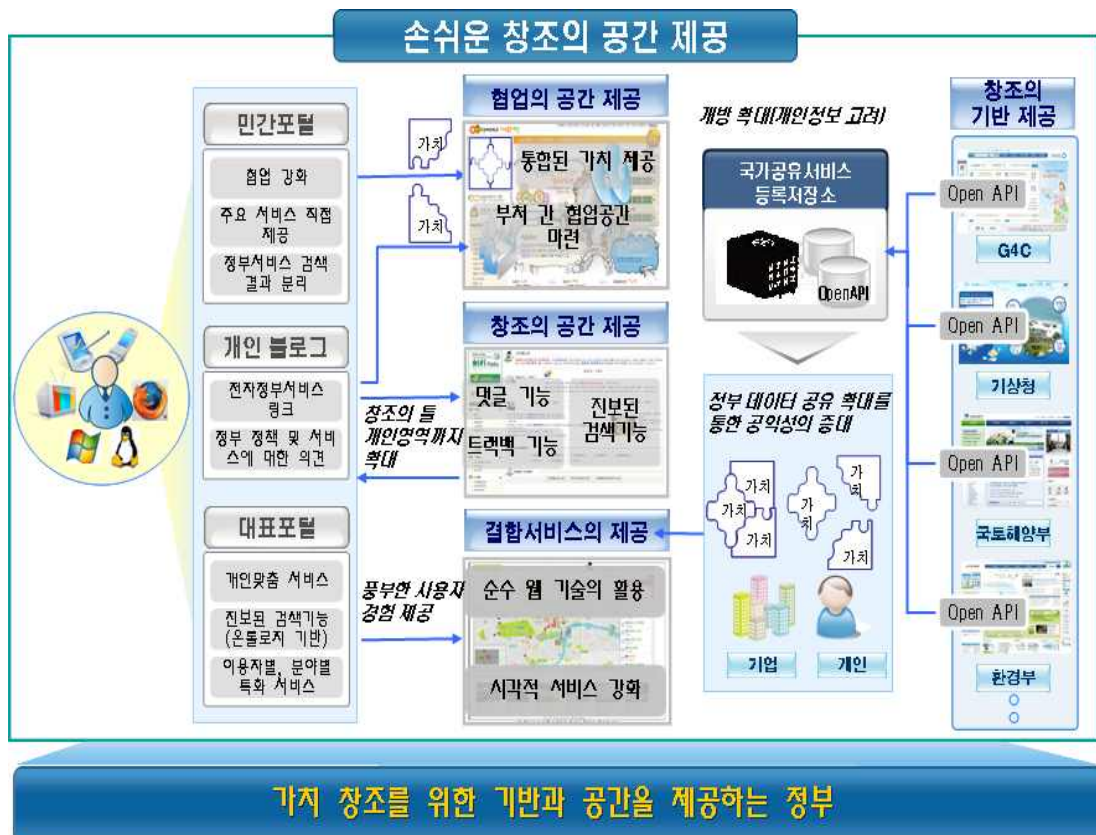 손쉬운 창조의 공간 제공
민간포털
협업 강화
주요 서비스 직접
제공
정부서비스 검색
결과 분리
개인 블로그
전자정부서비스
링크
정부 정책 및 서비
스에 대한 의견
대표포털
개인맞춤 서비스
진보된 검색기능
(온톨로지 기반)
이용자별, 분야별
특화 서비스
가치
가치
창조의 툴
개인영역까지
확대
풍부한 사용자
경험 제공
협업의 공간 제공
통합된 가치 제공
부처 간 협업공간
마련
창조의 공간 제공
댓글 기능
트랙백 기능
진보된
검색기능
결합서비스의 제공
순수 웹 기술의 활용
시각적 서비스 강화
개방 확대(개인정보 고려)
국가공유서비스
등록저장소
OpenAPI
정부 데이터 공유 확대를
통한 공익성의 증대
가치
가치
가치
가치
가치
가치
기업
개인
창조의
기반 제공
Open API
G4C
Open API
기상청
Open API
국토해양부
Open API
환경부
가치 창조를 위한 기반과 공간을 제공하는 정부